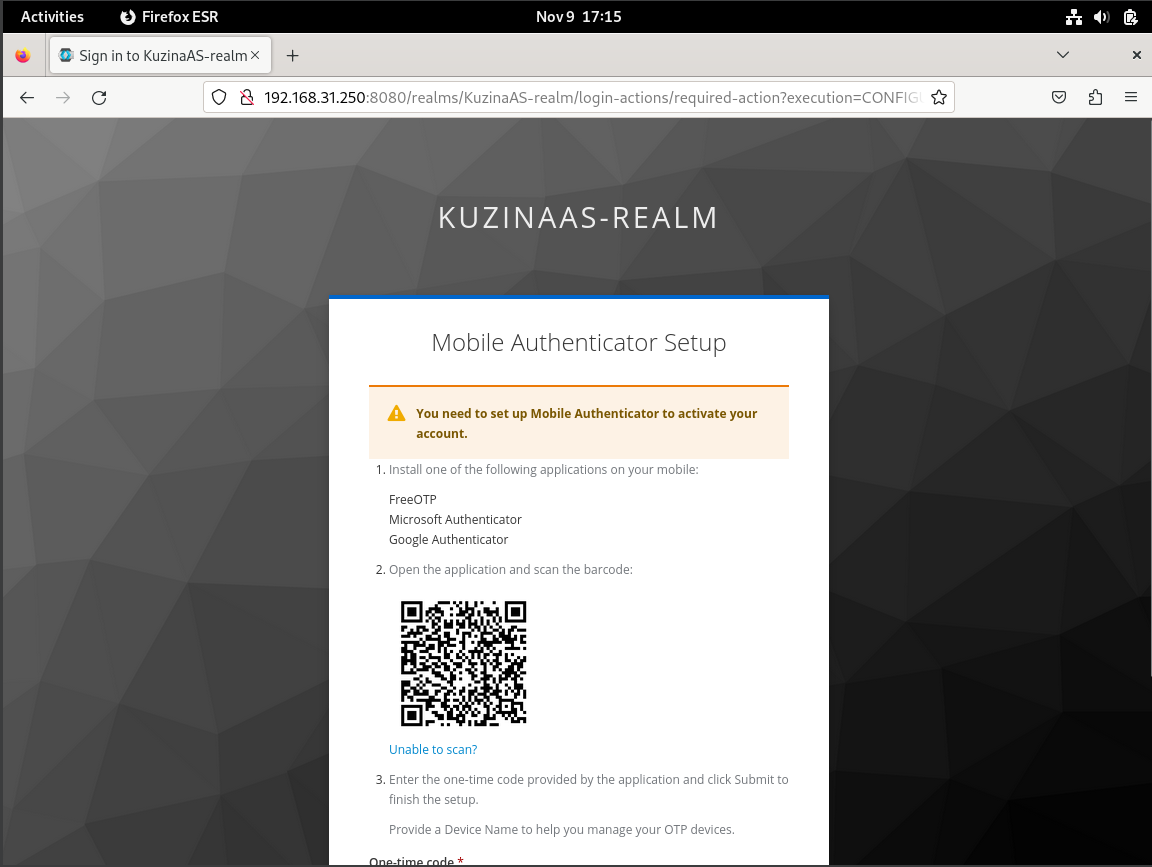 Activities
Firefox ESR
Nov 9 17:15
Sign in to KuzinaAS-realm
192.168.31.250:8080/realms/KuzinaAS-realm/login-actions/required-action?execution=CONFIG
KUZINAAS-REALM
Mobile Authenticator Setup
You need to set up Mobile Authenticator to activate your
account.
1. Install one of the following applications on your mobile:
FreeOTP
Microsoft Authenticator
Google Authenticator
2. Open the application and scan the barcode:
Unable to scan?
3. Enter the one-time code provided by the application and click Submit to
finish the setup.
Provide a Device Name to help you manage your OTP devices.
One-time code *